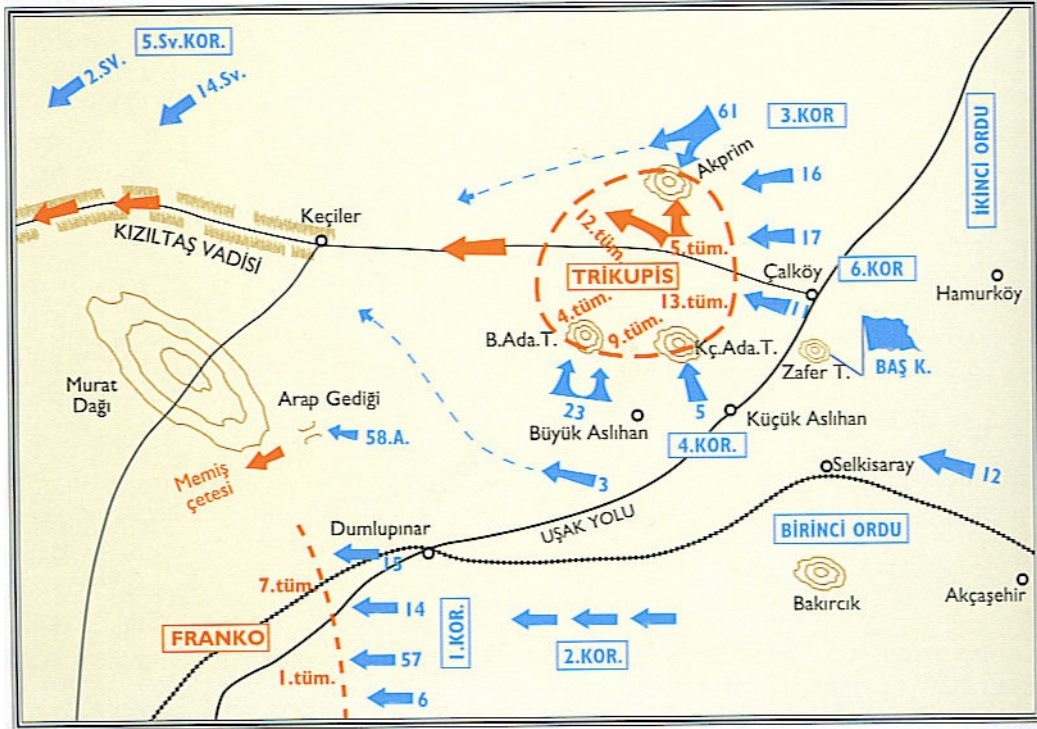 5.Sv.KOR.
2.SV.
14.Sv.
61
3.KOR
İKİNCİ ORDU
Akprim
16
Keçiler
12.tüm.
5.tüm.
17
KIZILTAŞ VADİSİ
TRİKUPİS
Çalköy
6.KOR
Hamurköy
4.tüm.
13.tüm.
11
9.tüm.
B.Ada.T.
Kç.Ada.T.
Zafer T.
BAŞ K.
Murat
Dağı
Arap Gediği
23
5
Büyük Aslıhan
Küçük Aslıhan
58.A.
4.KOR.
Memiş
çetesi
3
Selkisaray
12
UŞAK YOLU
Dumlupınar
BİRİNCİ ORDU
15
7.tüm.
Bakırcık
Akçaşehir
14
1.KOR.
FRANKO
2.KOR.
57
1.tüm.
6